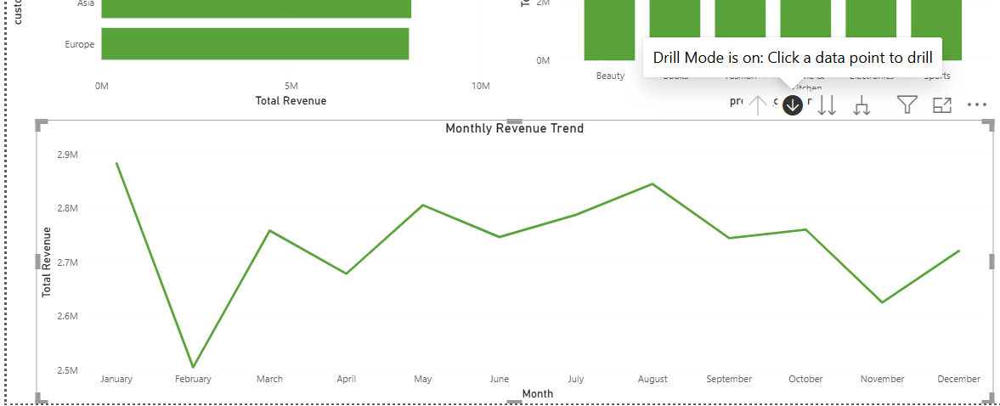 Asia
Europe
0M
5M
10M
Total Revenue
2M
0M
Drill Mode is on: Click a data point to drill
Beauty
Sports
Monthly Revenue Trend
Total Revenue
2.9M
2.8M
2.7M
2.6M
2.5M
January
February
March
April
May
June
July
August
September
October
November
December
Month